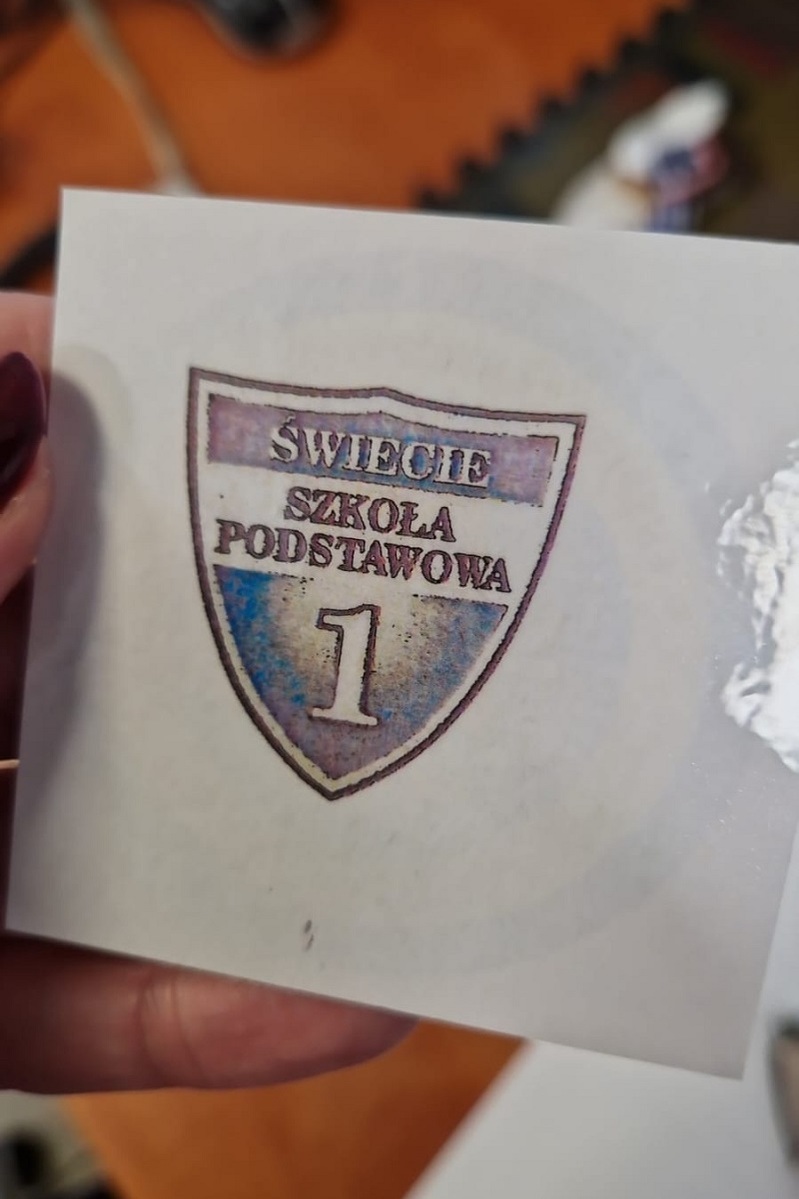 ŚWIECIE
SZKOŁA
PODSTAWOWA
1